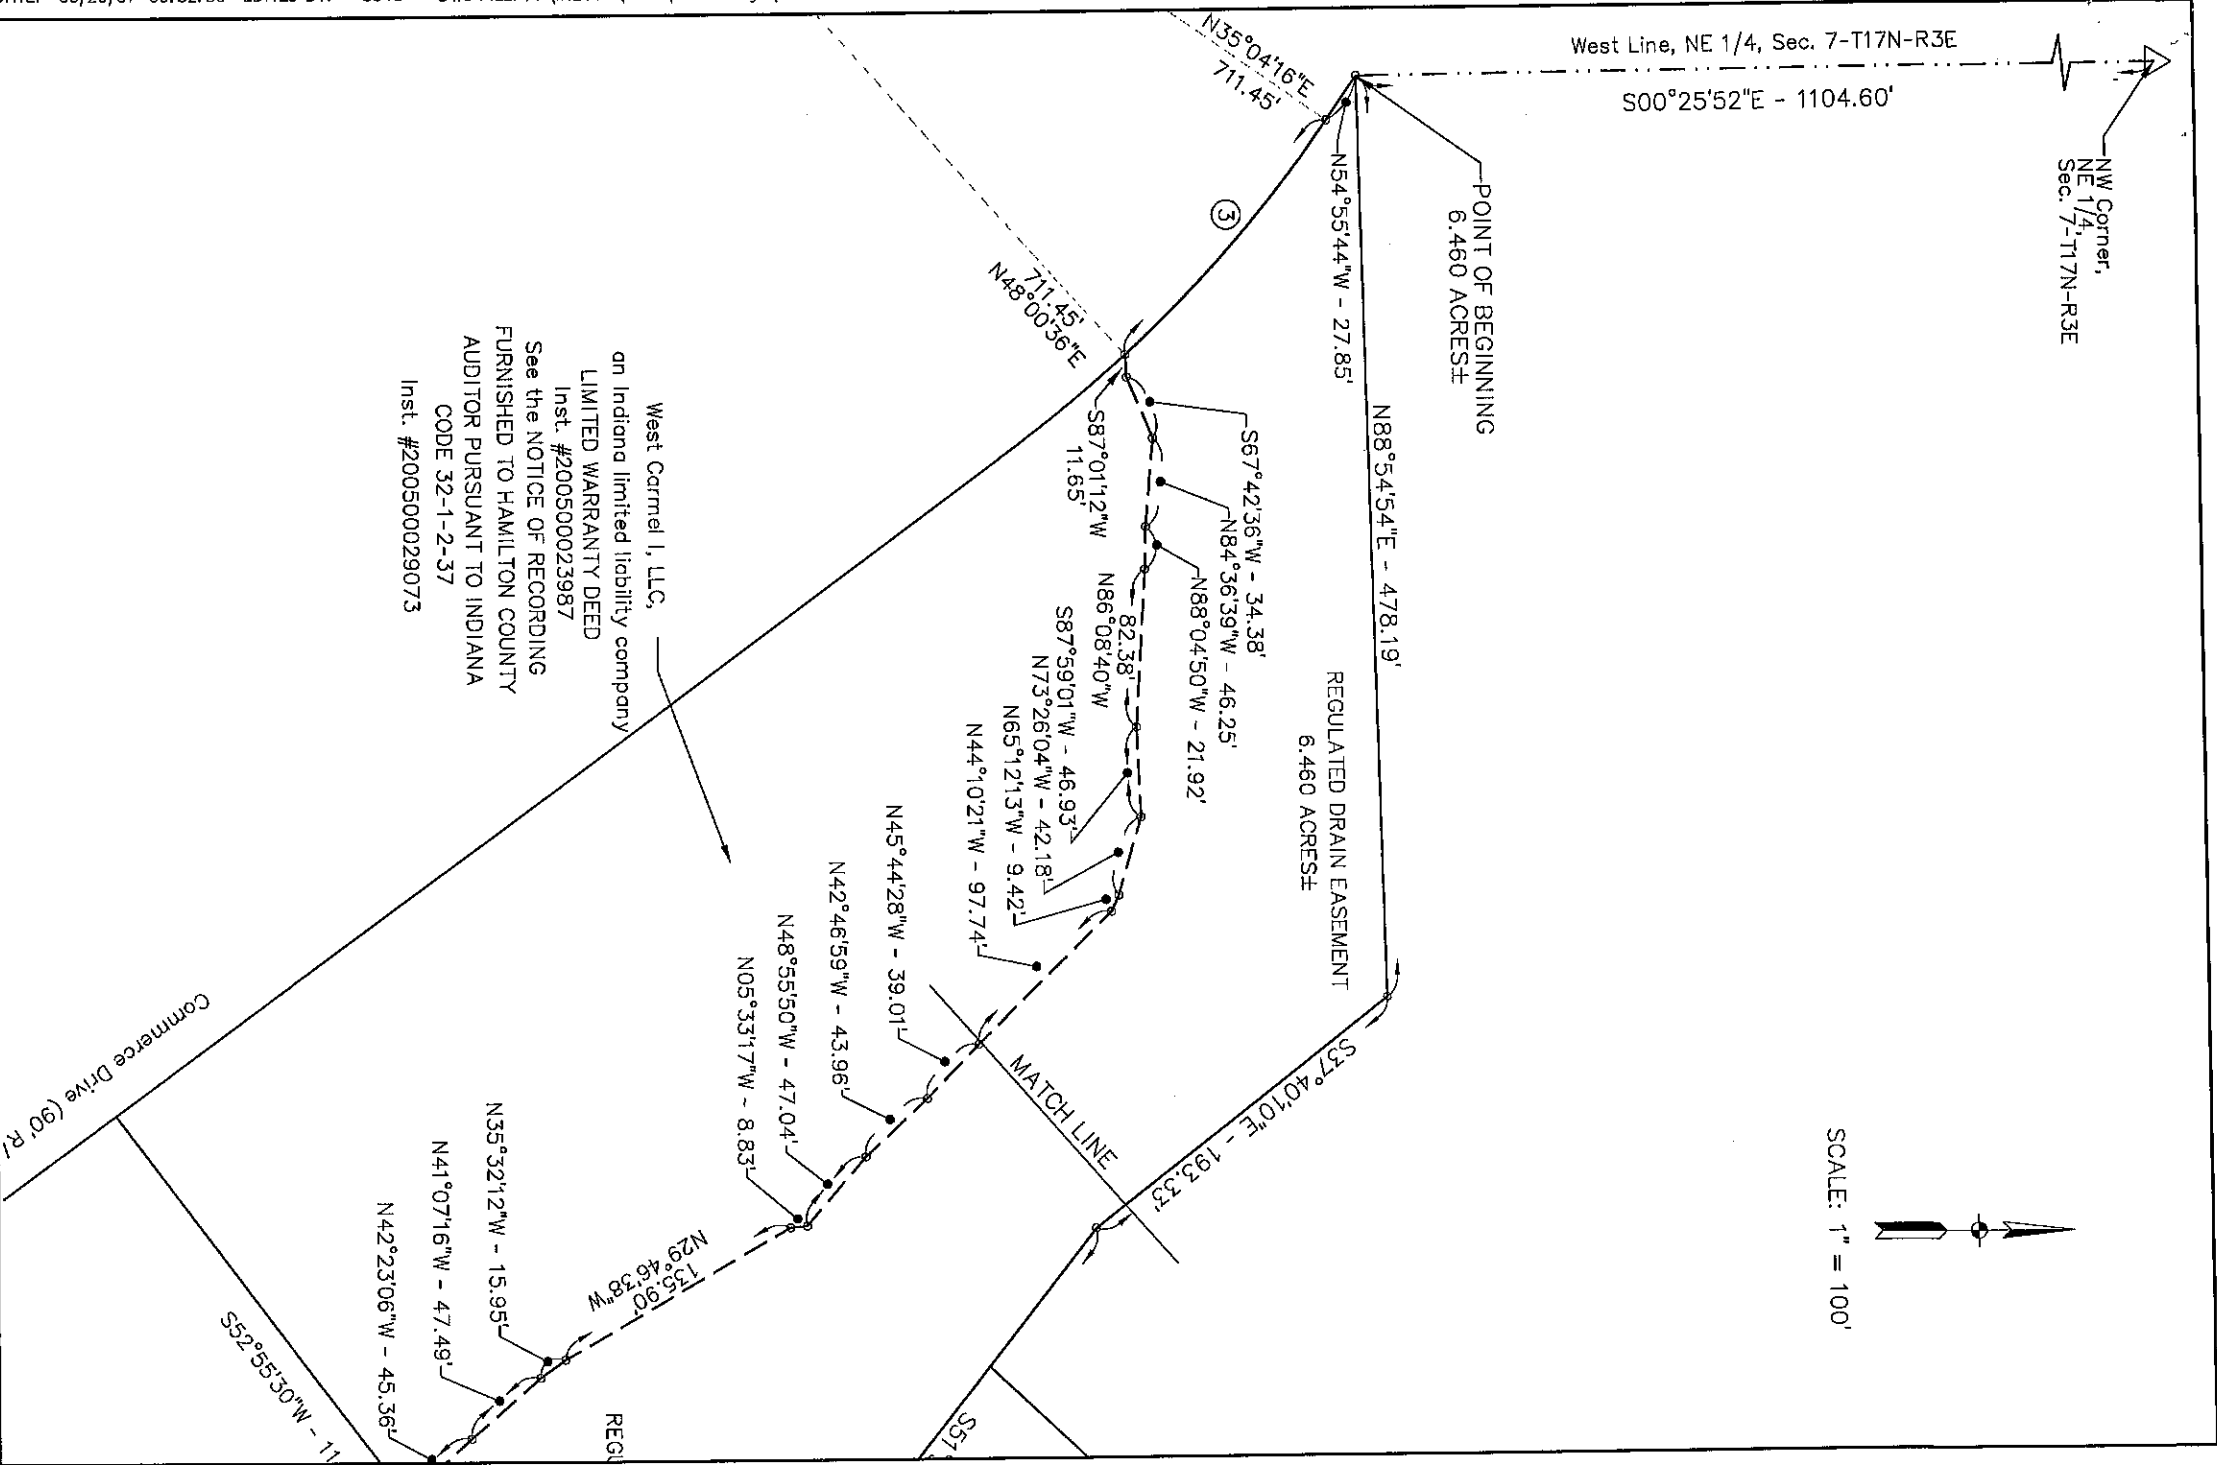 West Line, NE 1/4, Sec. 7-T17N-R3E
S00°25'52"E - 1104.60'
NW Corner,
NE 1/4,
Sec. 7-T17N-R3E
POINT OF BEGINNING
6.460 ACRES±
N35°04'16"E
711.45'
N54°55'44"W - 27.85'
N88°54'54"E - 478.19'
3
711.45'
N48°00'36"E
S87°01'12"W
11.65'
S67°42'36"W - 34.38'
N84°36'39"W - 46.25'
N88°04'50"W - 21.92'
82.38'
N86°08'40"W
S87°59'01"W - 46.93'
N73°26'04"W - 42.18'
N65°12'13"W - 9.42'
N44°10'21"W - 97.74'
REGULATED DRAIN EASEMENT
6.460 ACRES±
S37°40'10"E - 193.33'
MATCH LINE
N45°44'28"W - 39.01'
N42°46'59"W - 43.96'
N48°55'50"W - 47.04'
N05°33'17"W - 8.83'
135.90'
N29°46'38"W
N35°32'12"W - 15.95'
N41°07'16"W - 47.49'
N42°23'06"W - 45.36'
West Carmel I, LLC,
an Indiana limited liability company
LIMITED WARRANTY DEED
Inst. #200500023987
See the NOTICE OF RECORDING
FURNISHED TO HAMILTON COUNTY
AUDITOR PURSUANT TO INDIANA
CODE 32-1-2-37
Inst. #200500029073
Commerce Drive (90' R/
S52°55'30"W - 11
S51°
REGU
SCALE: 1" = 100'